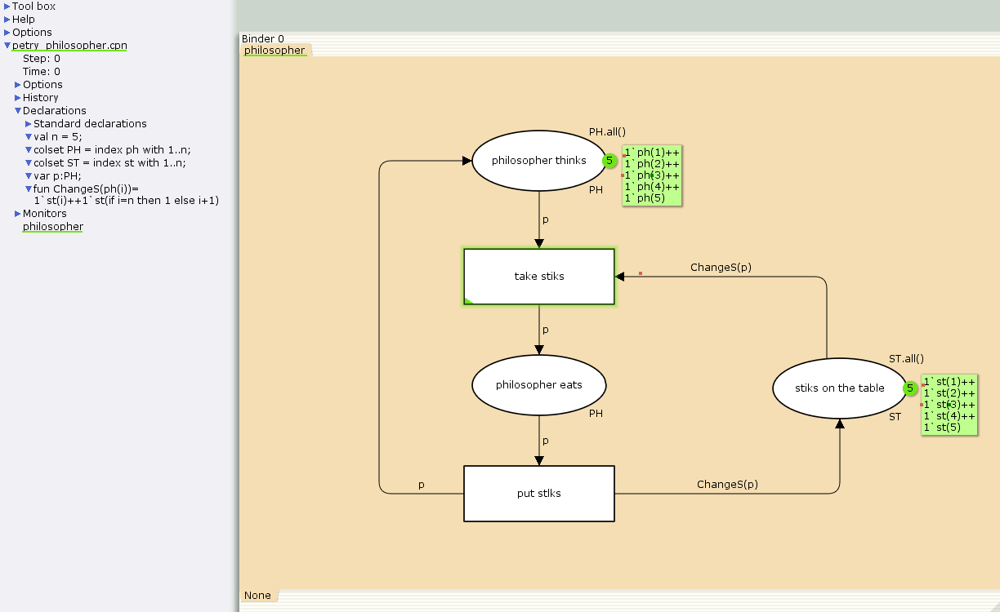 Tool box
Help
Options
petry_philosopher.cpn
Step: 0
Time: 0
Options
History
Declarations
Standard declarations
val n = 5;
colset PH = index ph with 1..n;
colset ST = index st with 1..n;
var p:PH;
fun ChangeS(ph(i))=
1`st(i)++1`st(if i=n then 1 else i+1)
Monitors
philosopher
Binder 0
philosopher
PH.all()
philosopher thinks
5
1`ph(1)++
1`ph(2)++
1`ph(3)++
1`ph(4)++
1`ph(5)
PH
p
take stiks
ChangeS(p)
p
philosopher eats
PH
ST.all()
stiks on the table
5
1`st(1)++
1`st(2)++
1`st(3)++
1`st(4)++
1`st(5)
ST
p
p
put stlks
ChangeS(p)
None